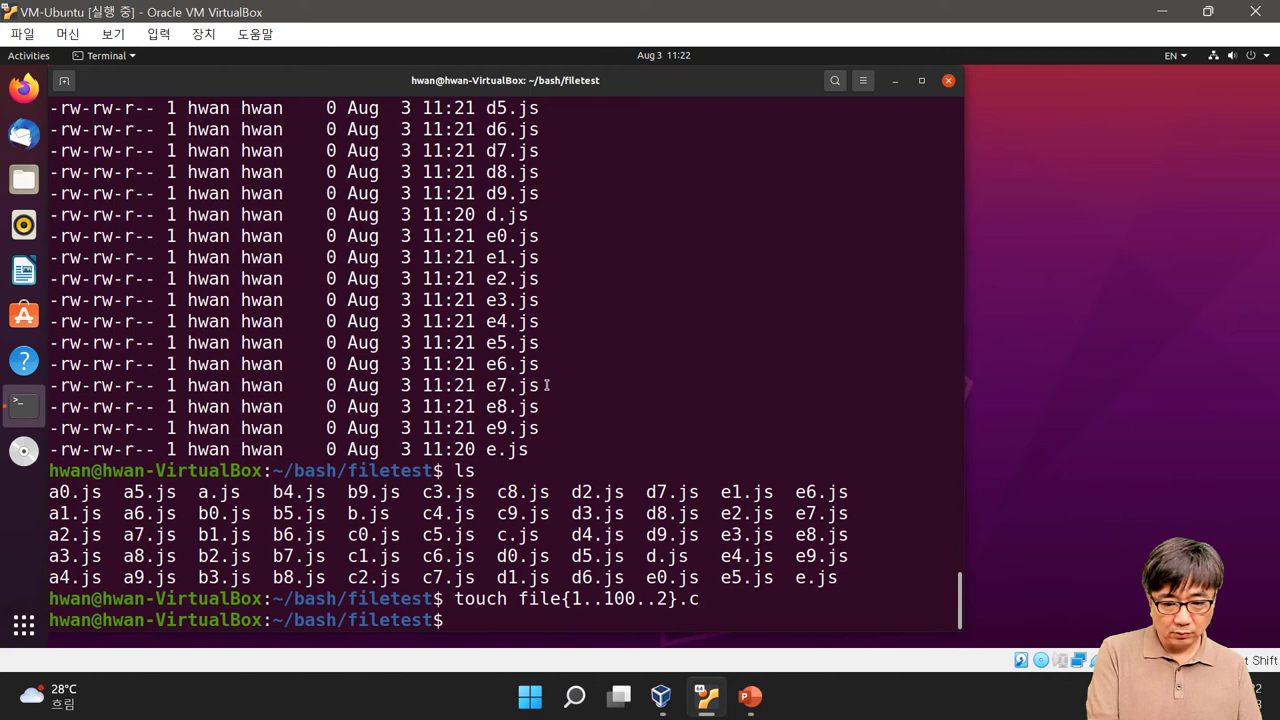 VM-Ubuntu [실행 중] - Oracle VM VirtualBox
파일 머신 보기 입력 장치 도움말
Activities Terminal Aug 3 11:22 EN
hwan@hwan-VirtualBox: ~/bash/filetest
-rw-rw-r-- 1 hwan hwan 0 Aug 3 11:21 d5.js
-rw-rw-r-- 1 hwan hwan 0 Aug 3 11:21 d6.js
-rw-rw-r-- 1 hwan hwan 0 Aug 3 11:21 d7.js
-rw-rw-r-- 1 hwan hwan 0 Aug 3 11:21 d8.js
-rw-rw-r-- 1 hwan hwan 0 Aug 3 11:21 d9.js
-rw-rw-r-- 1 hwan hwan 0 Aug 3 11:20 d.js
-rw-rw-r-- 1 hwan hwan 0 Aug 3 11:21 e0.js
-rw-rw-r-- 1 hwan hwan 0 Aug 3 11:21 e1.js
-rw-rw-r-- 1 hwan hwan 0 Aug 3 11:21 e2.js
-rw-rw-r-- 1 hwan hwan 0 Aug 3 11:21 e3.js
-rw-rw-r-- 1 hwan hwan 0 Aug 3 11:21 e4.js
-rw-rw-r-- 1 hwan hwan 0 Aug 3 11:21 e5.js
-rw-rw-r-- 1 hwan hwan 0 Aug 3 11:21 e6.js
-rw-rw-r-- 1 hwan hwan 0 Aug 3 11:21 e7.js
-rw-rw-r-- 1 hwan hwan 0 Aug 3 11:21 e8.js
-rw-rw-r-- 1 hwan hwan 0 Aug 3 11:21 e9.js
-rw-rw-r-- 1 hwan hwan 0 Aug 3 11:20 e.js
hwan@hwan-VirtualBox:~/bash/filetest$ ls
a0.js a5.js a.js b4.js b9.js c3.js c8.js d2.js d7.js e1.js e6.js
a1.js a6.js b0.js b5.js b.js c4.js c9.js d3.js d8.js e2.js e7.js
a2.js a7.js b1.js b6.js c0.js c5.js c.js d4.js d9.js e3.js e8.js
a3.js a8.js b2.js b7.js c1.js c6.js d0.js d5.js d.js e4.js e9.js
a4.js a9.js b3.js b8.js c2.js c7.js d1.js d6.js e0.js e5.js e.js
hwan@hwan-VirtualBox:~/bash/filetest$ touch file{1..100..2}.c
hwan@hwan-VirtualBox:~/bash/filetest$
Shift
28°C
흐림